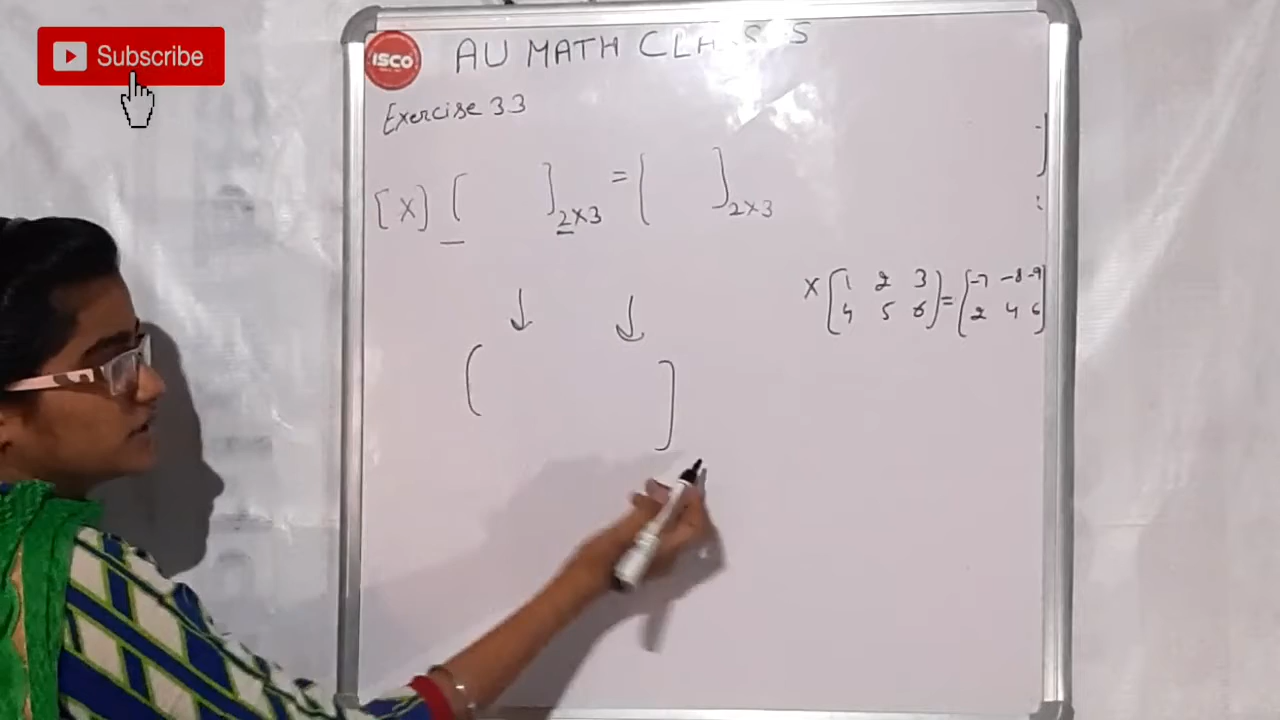 Subscribe
ISCO
AU MATH CLASSES
Exercise 3.3
[X] [ ]2×3 = [ ]2×3
X [1 2 3 = [-7 -8 -9
4 5 6] 2 4 6]
[ ]